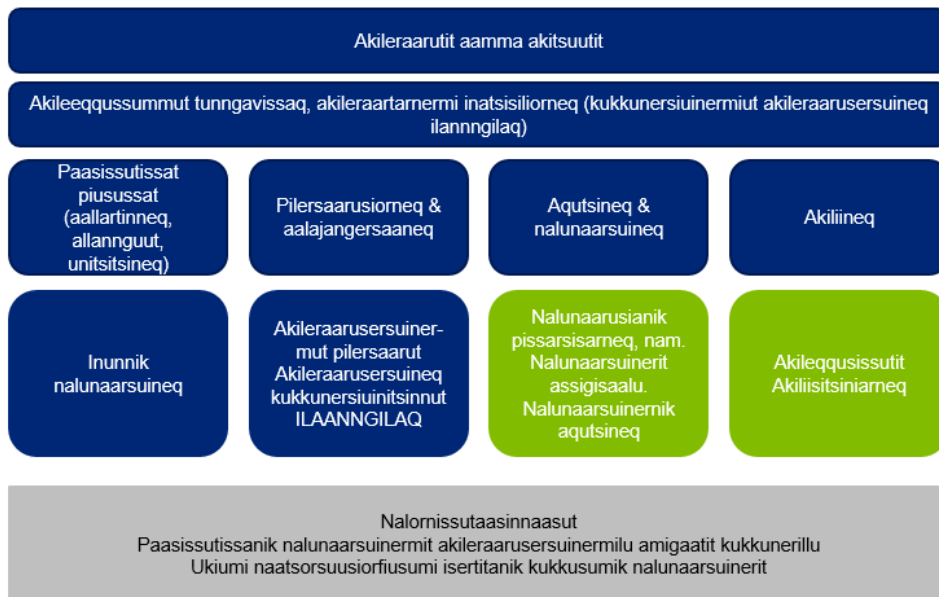 Akileraarutit aamma akitsuutit
Akileeqqussummut tunngavissaq, akileraartarnermi inatsisiliorneq (kukkunersiuinermiut akileraarusersuineq
ilannngilaq)
Paasissutissat
piusussat
(aallartinneq,
allannguut,
unitsitsineq)
Pilersaarusiorneq &
aalajangersaaneq
Aqutsineq &
nalunaarsuineq
Akiliineq
Inunnik
nalunaarsuineq
Akileraarusersuiner-
mut pilersaarut
Akileraarusersuineq
kukkunersiuinitsinnut
ILAANNGILAQ
Nalunaarusianik
pissarsisarneq, nam.
Nalunaarsuinerit
assigisaalu.
Nalunaarsuinernik
aqutsineq
Akileqqusissutit
Akiliisitsiniarneq
Nalornissutaasinnaasut
Paasissutissanik nalunaarsuinermit akileraarusersuinermilu amigaatit kukkunerillu
Ukiumi naatsorsuusiorfiusumi isertitanik kukkusumik nalunaarsuinerit